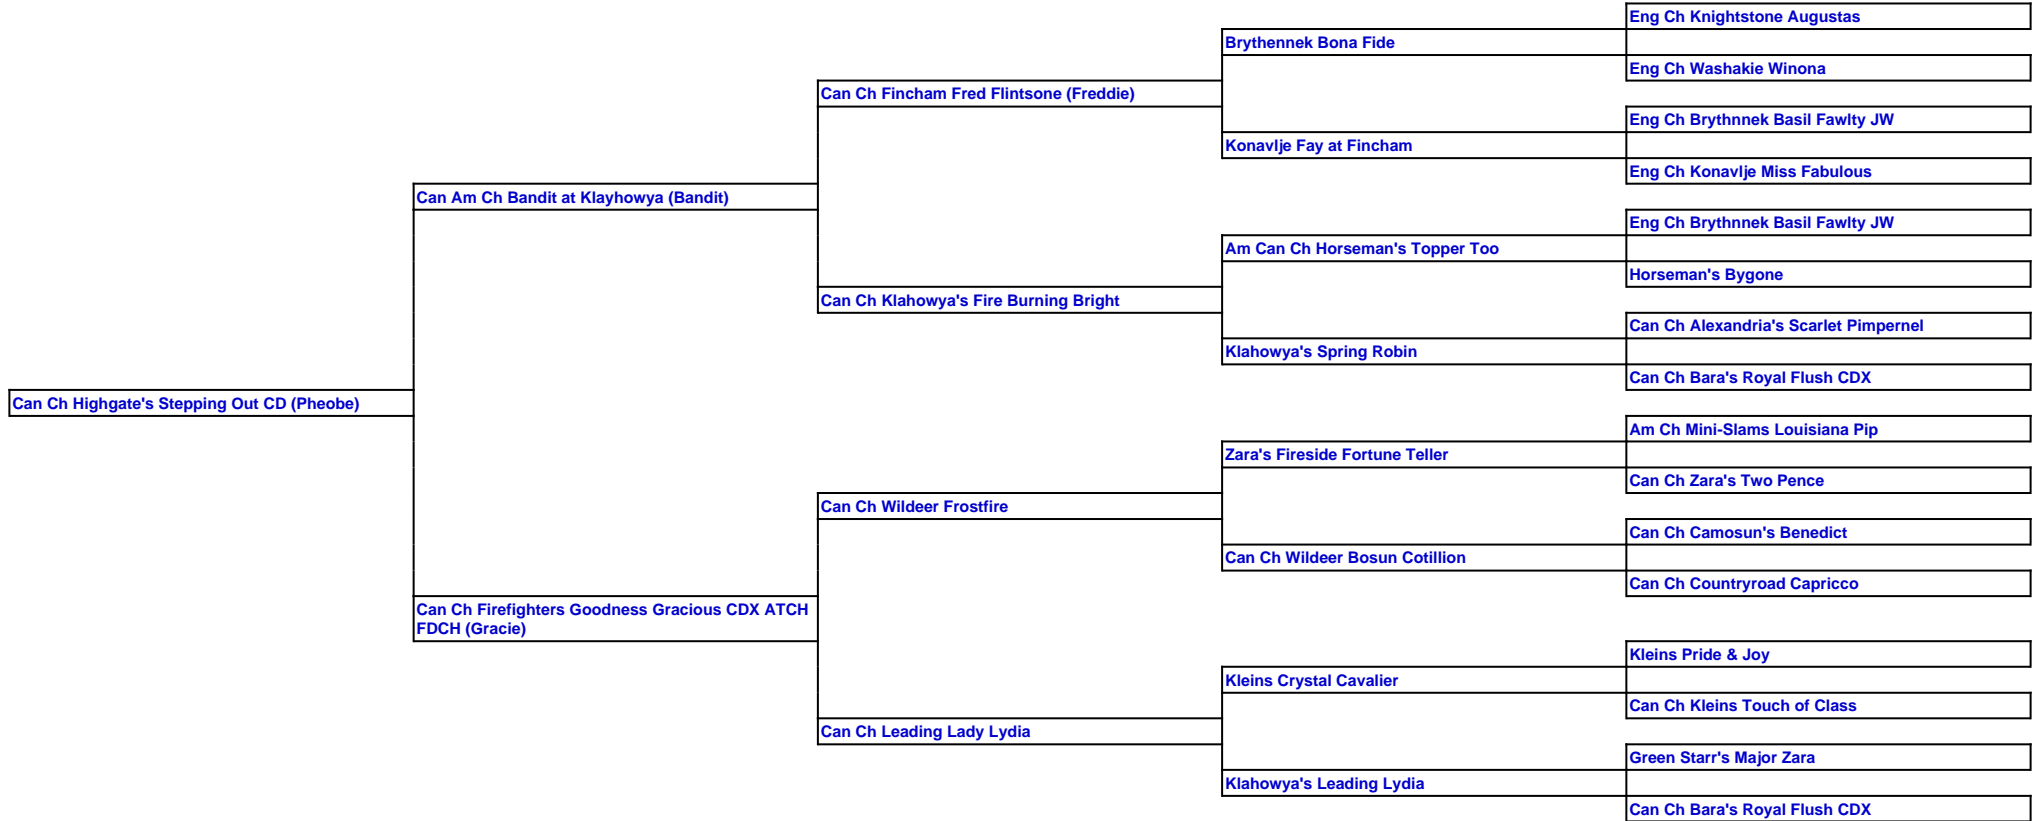 Eng Ch Knightstone Augustas
Brythennek Bona Fide
Eng Ch Washakie Winona
Can Ch Fincham Fred Flintsone (Freddie)
Eng Ch Brythnnek Basil Fawlty JW
Konavlje Fay at Fincham
Eng Ch Konavlje Miss Fabulous
Can Am Ch Bandit at Klayhowya (Bandit)
Eng Ch Brythnnek Basil Fawlty JW
Am Can Ch Horseman's Topper Too
Horseman's Bygone
Can Ch Klahowya's Fire Burning Bright
Can Ch Alexandria's Scarlet Pimpernel
Klahowya's Spring Robin
Can Ch Bara's Royal Flush CDX
Can Ch Highgate's Stepping Out CD (Pheobe)
Am Ch Mini-Slams Louisiana Pip
Zara's Fireside Fortune Teller
Can Ch Zara's Two Pence
Can Ch Wildeer Frostfire
Can Ch Camosun's Benedict
Can Ch Wildeer Bosun Cotillion
Can Ch Countryroad Capricco
Can Ch Firefighters Goodness Gracious CDX ATCH
FDCH (Gracie)
Kleins Pride & Joy
Kleins Crystal Cavalier
Can Ch Kleins Touch of Class
Can Ch Leading Lady Lydia
Green Starr's Major Zara
Klahowya's Leading Lydia
Can Ch Bara's Royal Flush CDX